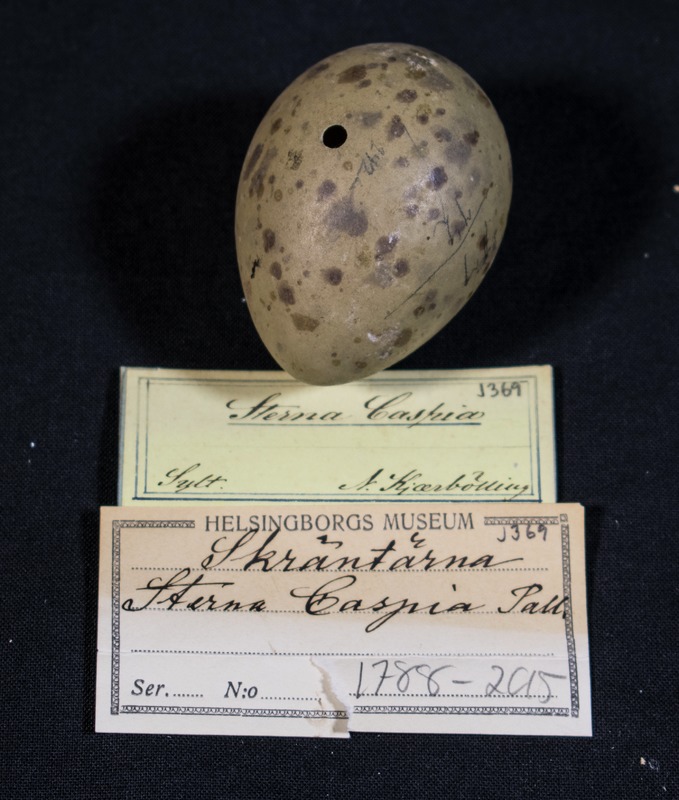 J369
Sterna Caspia
Sylt. N. Kjærbölling
HELSINGBORGS MUSEUM
J369
Skräntärna
Sterna Caspia Pall.
Ser. N:o 1788-2015